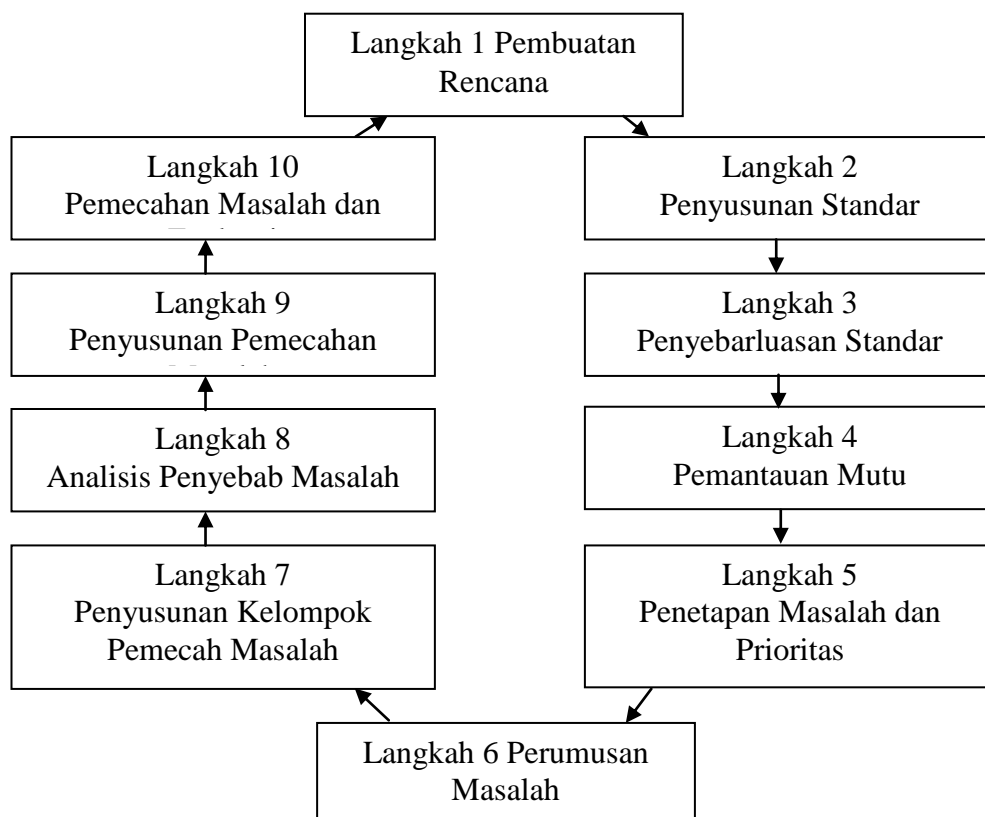 Langkah 1 Pembuatan
Rencana
Langkah 2
Penyusunan Standar
Langkah 3
Penyebarluasan Standar
Langkah 4
Pemantauan Mutu
Langkah 5
Penetapan Masalah dan
Prioritas
Langkah 6 Perumusan
Masalah
Langkah 7
Penyusunan Kelompok
Pemecah Masalah
Langkah 8
Analisis Penyebab Masalah
Langkah 9
Penyusunan Pemecahan
Langkah 10
Pemecahan Masalah dan